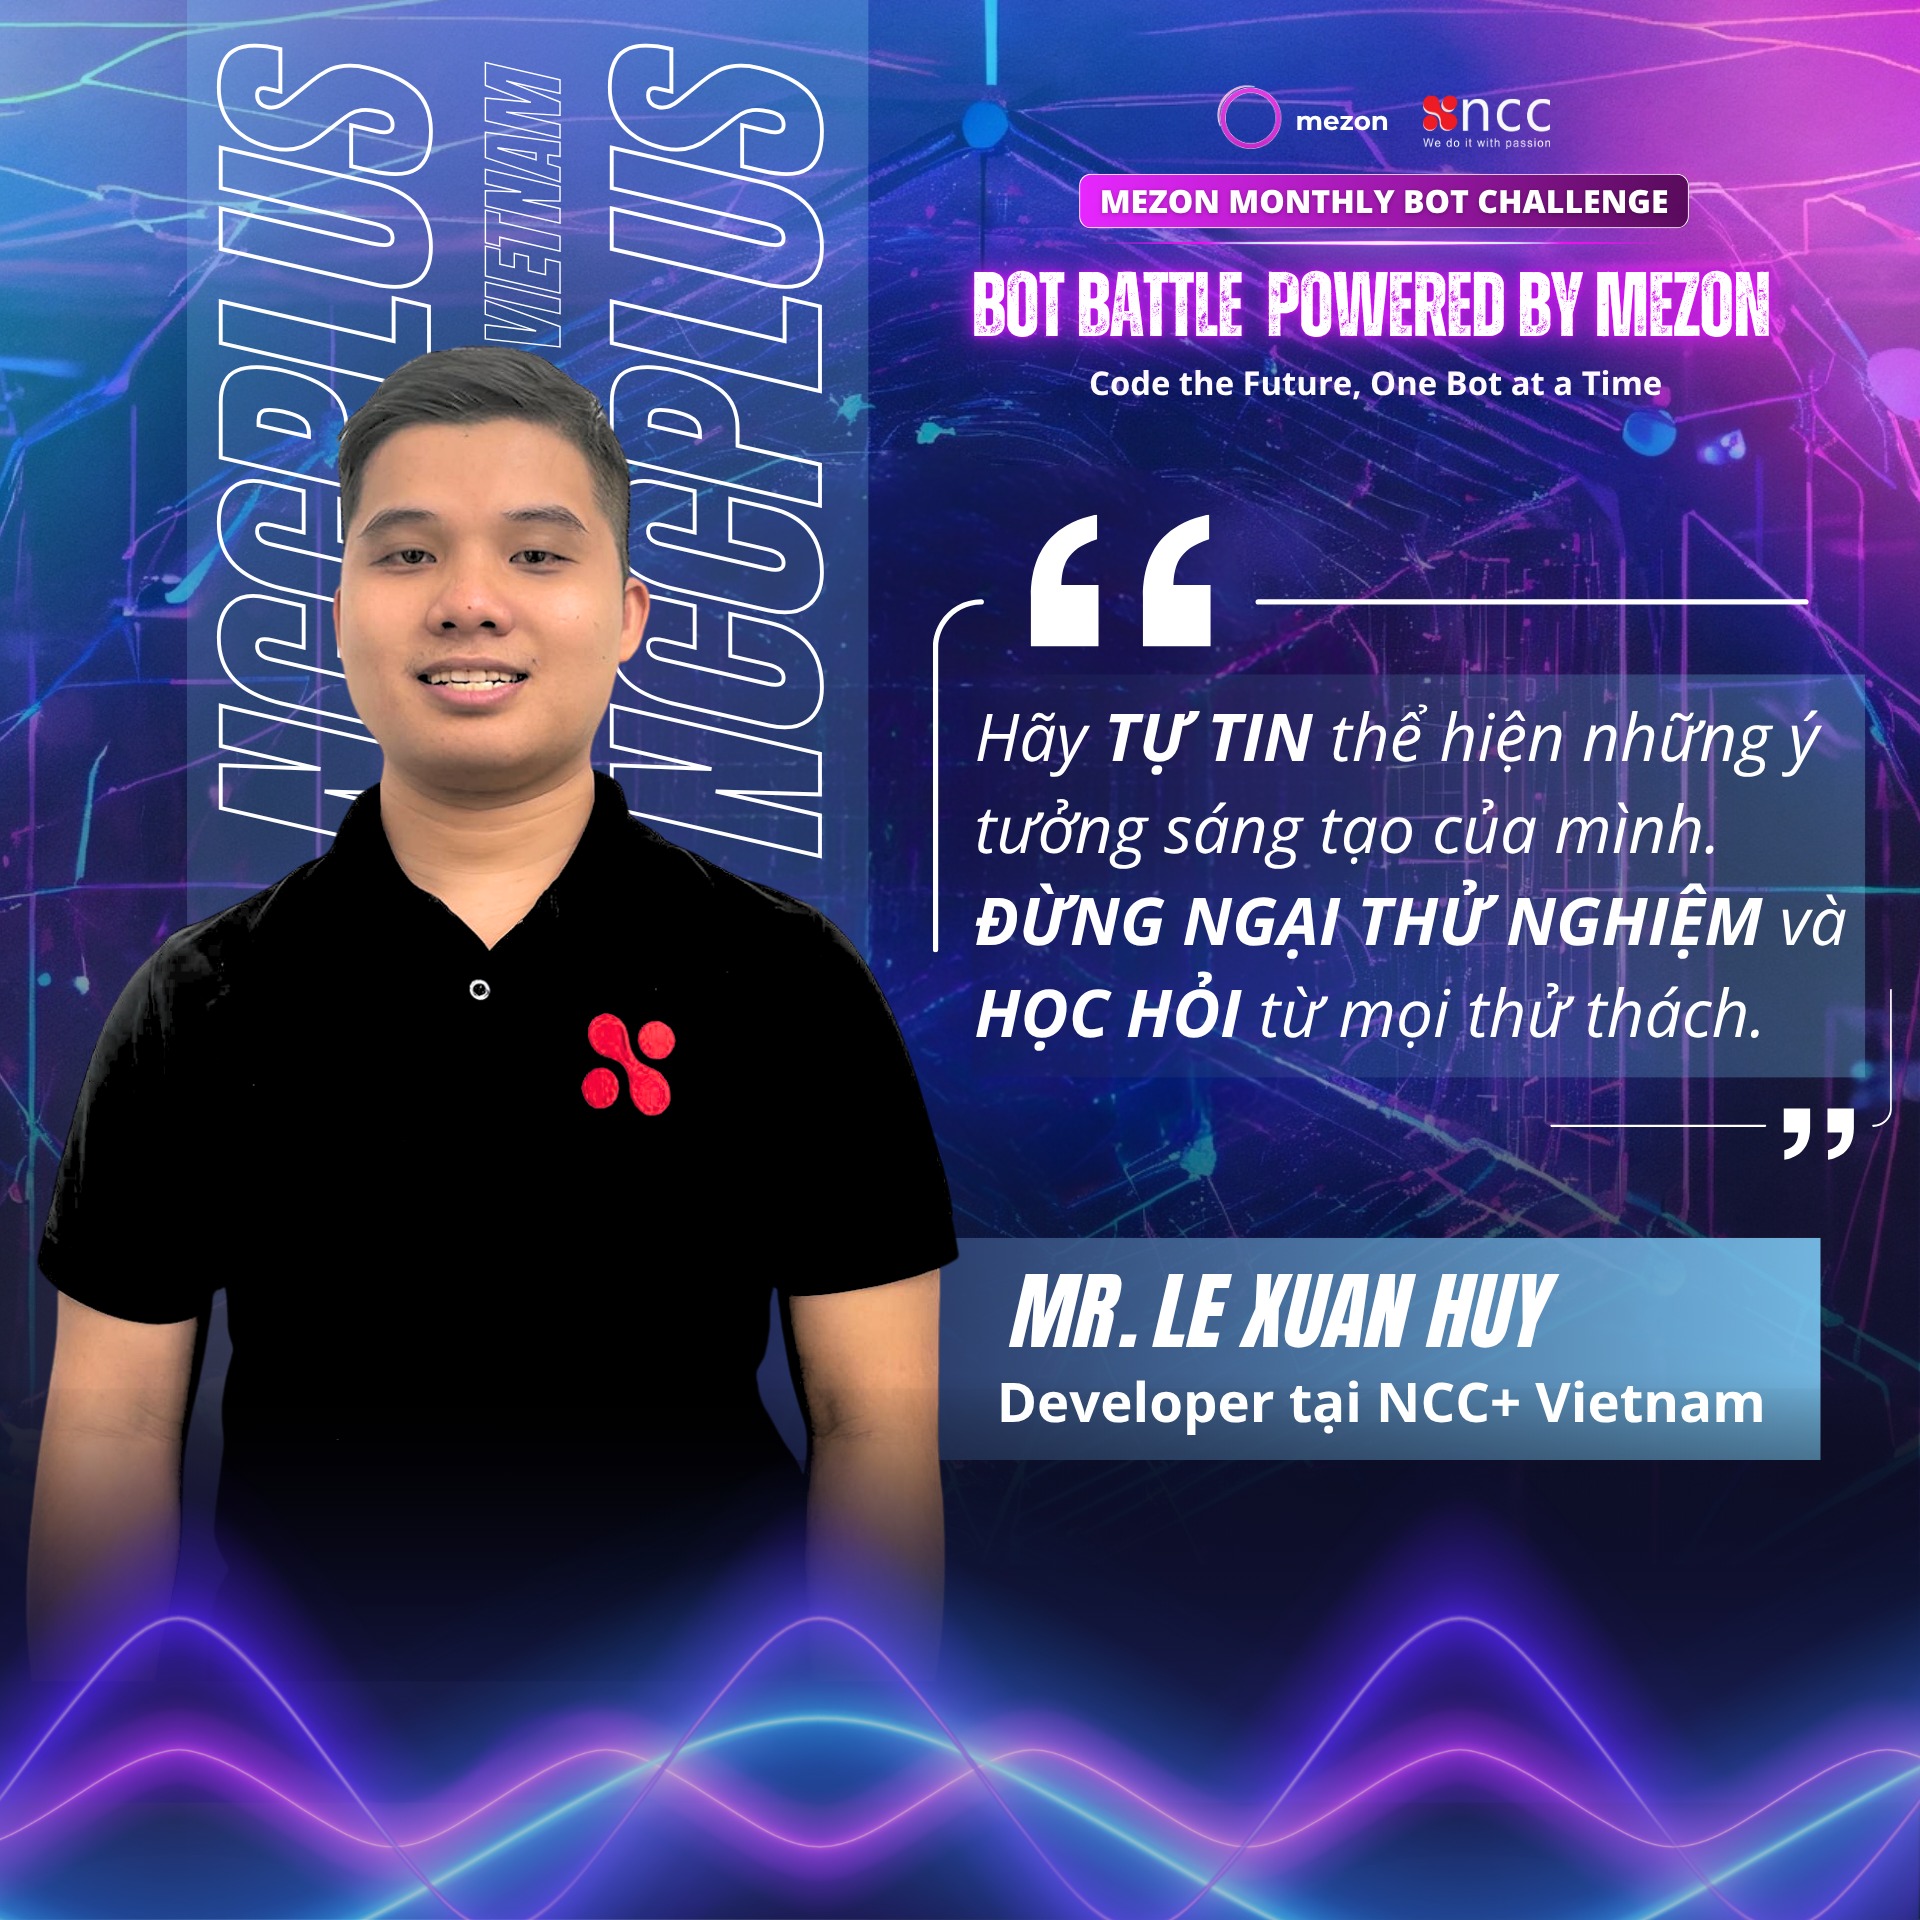 NCCPLUS
VIETNAM
NCCPLUS
mezon
ncc
We do it with passion
MEZON MONTHLY BOT CHALLENGE
BOT BATTLE POWERED BY MEZON
Code the Future, One Bot at a Time
Hãy TỰ TIN thể hiện những ý
tưởng sáng tạo của mình.
ĐỪNG NGẠI THỬ NGHIỆM và
HỌC HỎI từ mọi thử thách.
MR. LE XUAN HUY
Developer tại NCC+ Vietnam